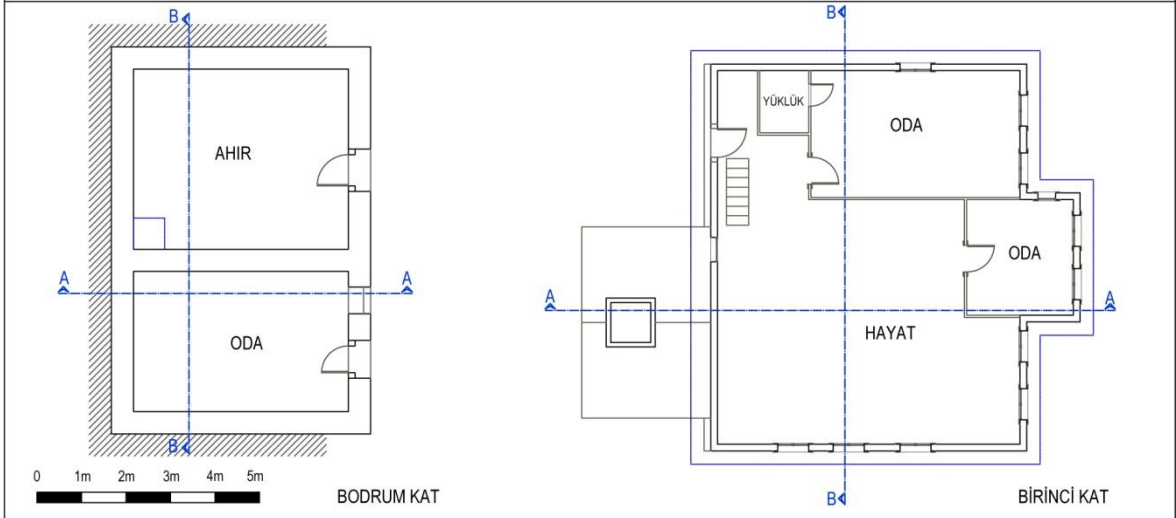 B
AHIR
A A
ODA
B
0 1m 2m 3m 4m 5m
BODRUM KAT
B
YÜKLÜK
ODA
ODA
A A
HAYAT
B
BİRİNCİ KAT